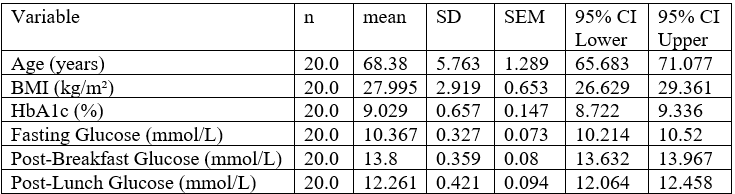 Variable n mean SD SEM 95% CI Lower 95% CI Upper
Age (years) 20.0 68.38 5.763 1.289 65.683 71.077
BMI (kg/m²) 20.0 27.995 2.919 0.653 26.629 29.361
HbA1c (%) 20.0 9.029 0.657 0.147 8.722 9.336
Fasting Glucose (mmol/L) 20.0 10.367 0.327 0.073 10.214 10.52
Post-Breakfast Glucose (mmol/L) 20.0 13.8 0.359 0.08 13.632 13.967
Post-Lunch Glucose (mmol/L) 20.0 12.261 0.421 0.094 12.064 12.458